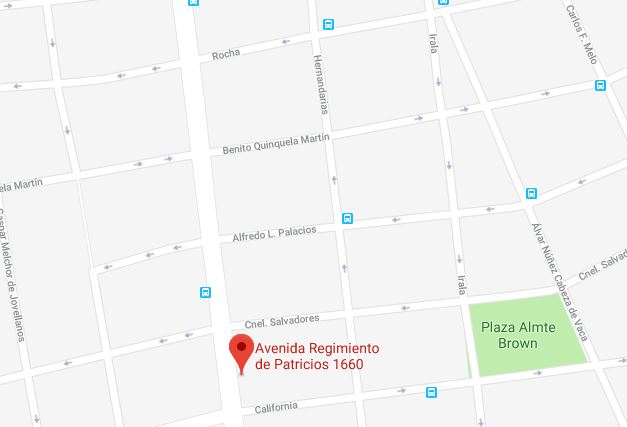 Carlos F. Melo
Irala
Rocha
Hernandarias
Benito Quinquela Martín
ela Martín
Gaspar Melchor de Jovellanos
Alfredo L. Palacios
Álvar Núñez Cabeza de Vaca
Cnel. Salvad
Irala
Cnel. Salvadores
Plaza Almte
Brown
Avenida Regimiento
de Patricios 1660
California